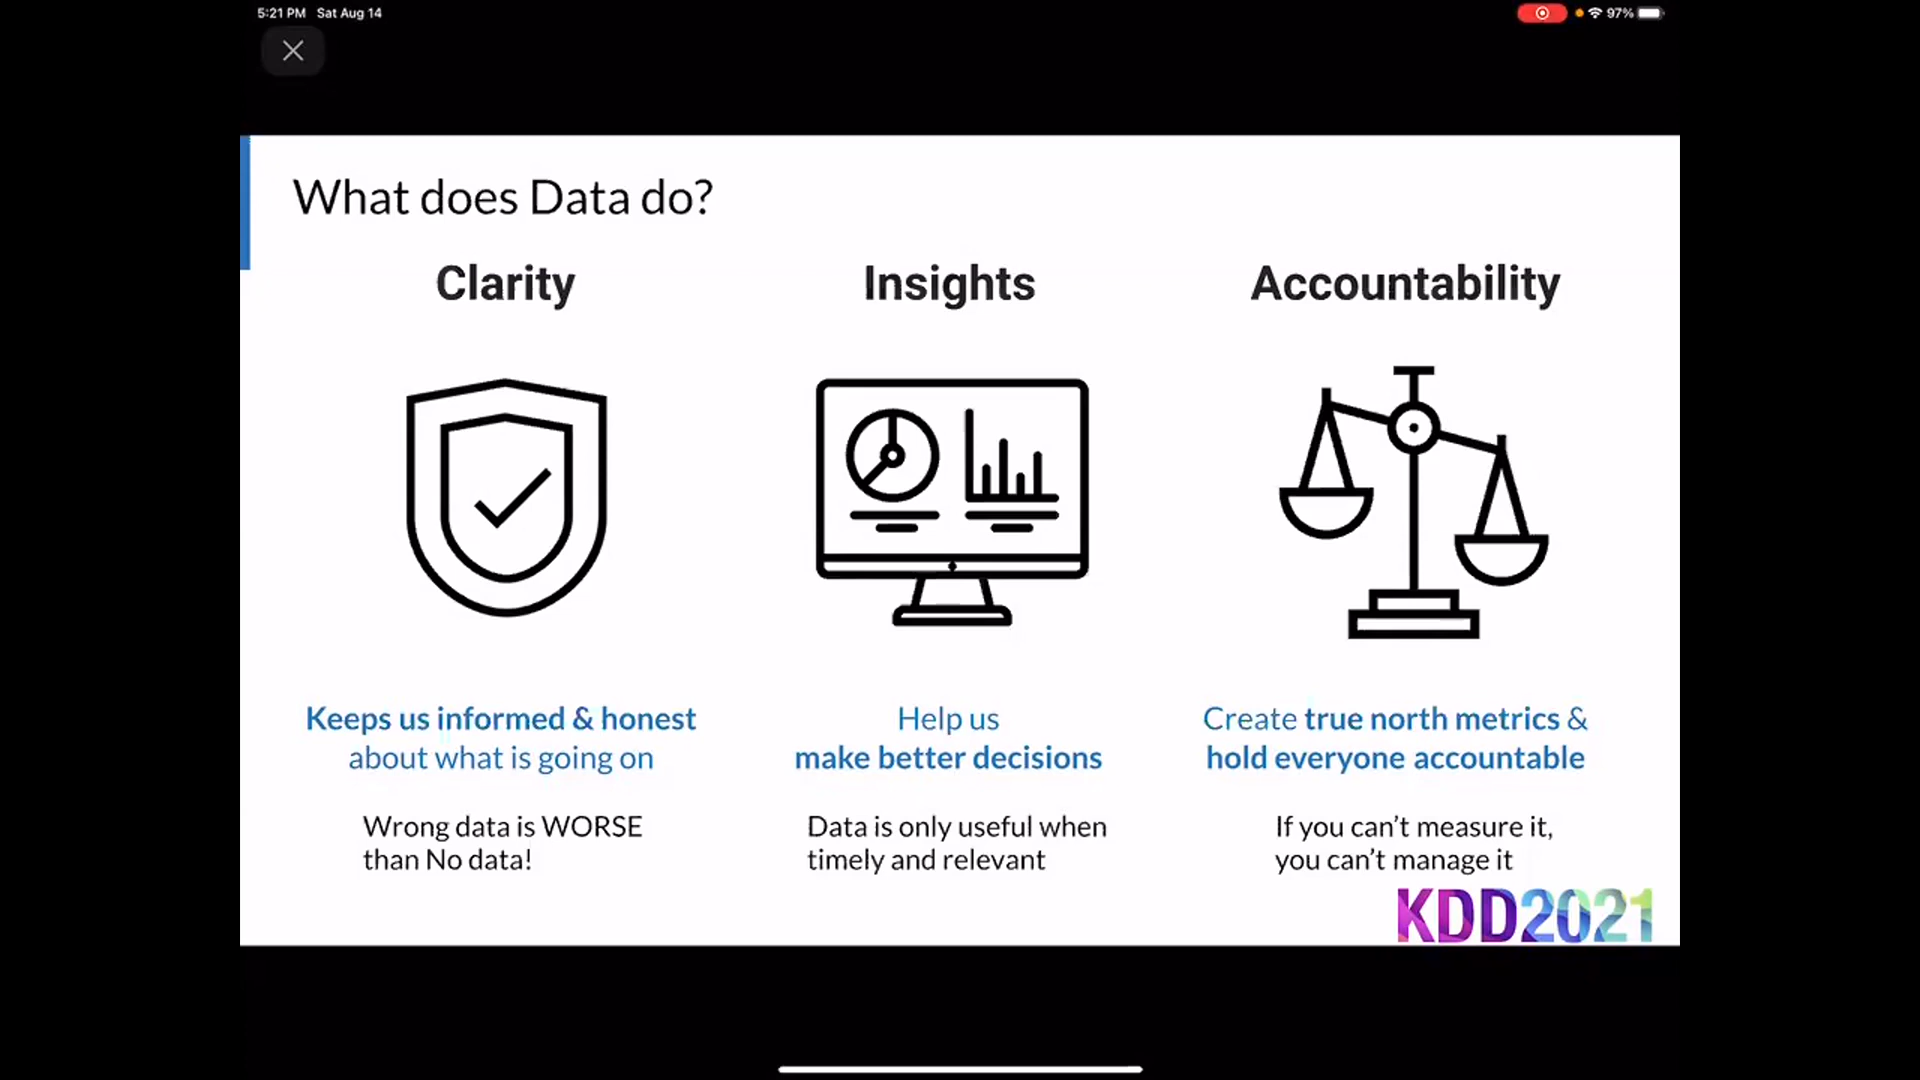 5:21 PM Sat Aug 14
97%
What does Data do?
Clarity
Insights
Accountability
Keeps us informed & honest
about what is going on
Help us
make better decisions
Create true north metrics &
hold everyone accountable
Wrong data is WORSE
than No data!
Data is only useful when
timely and relevant
If you can't measure it,
you can't manage it
KDD2021